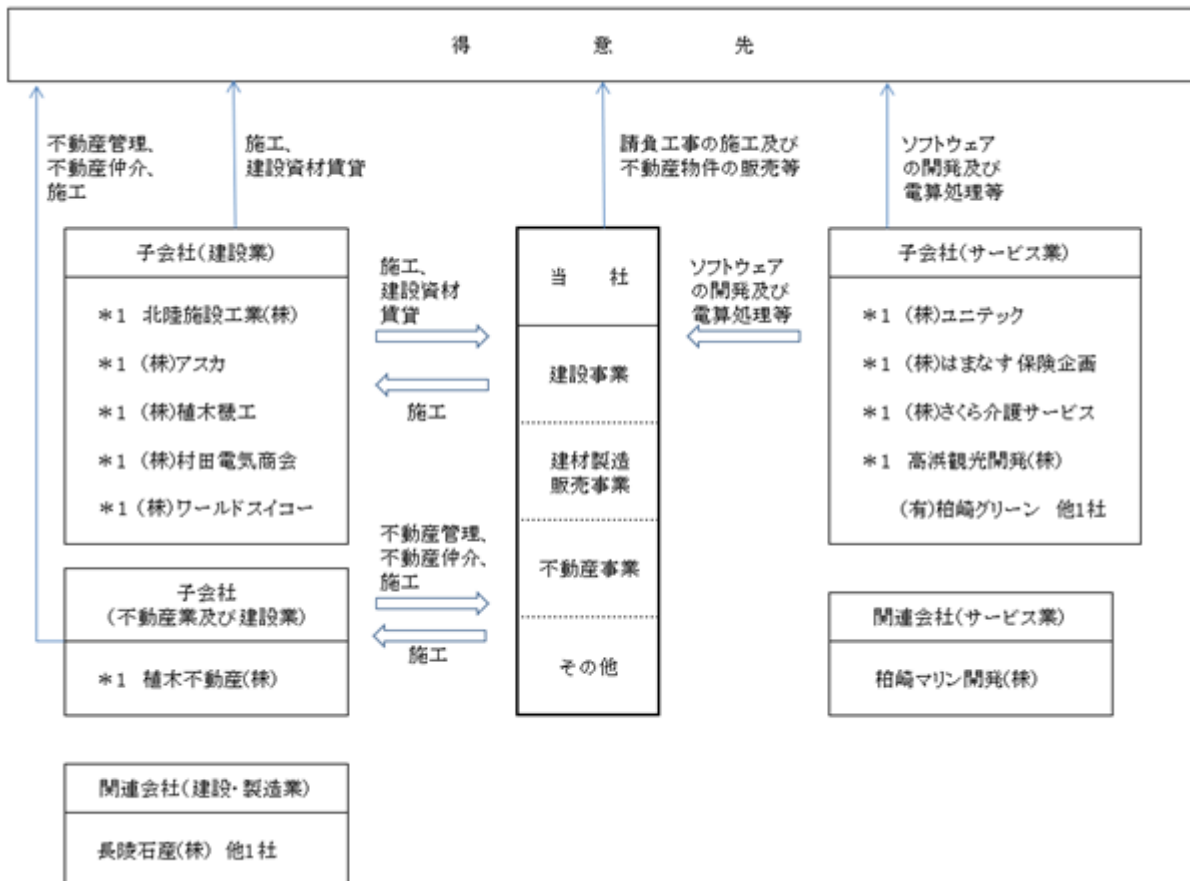 得 意 先
不動産管理、
不動産仲介、
施工
施工、
建設資材賃貸
請負工事の施工及び
不動産物件の販売等
ソフトウェア
の開発及び
電算処理等
子会社(建設業)
*1 北陸施設工業(株)
*1 (株)アスカ
*1 (株)植木機工
*1 (株)村田電気商会
*1 (株)ワールドスイコー
施工、
建設資材
賃貸
施工
当 社
建設事業
建材製造
販売事業
不動産事業
その他
ソフトウェア
の開発及び
電算処理等
子会社(サービス業)
*1 (株)ユニテック
*1 (株)はまなす保険企画
*1 (株)さくら介護サービス
*1 高浜観光開発(株)
(有)柏崎グリーン 他1社
子会社
(不動産業及び建設業)
*1 植木不動産(株)
不動産管理、
不動産仲介、
施工
施工
関連会社(サービス業)
柏崎マリン開発(株)
関連会社(建設・製造業)
長陵石産(株) 他1社